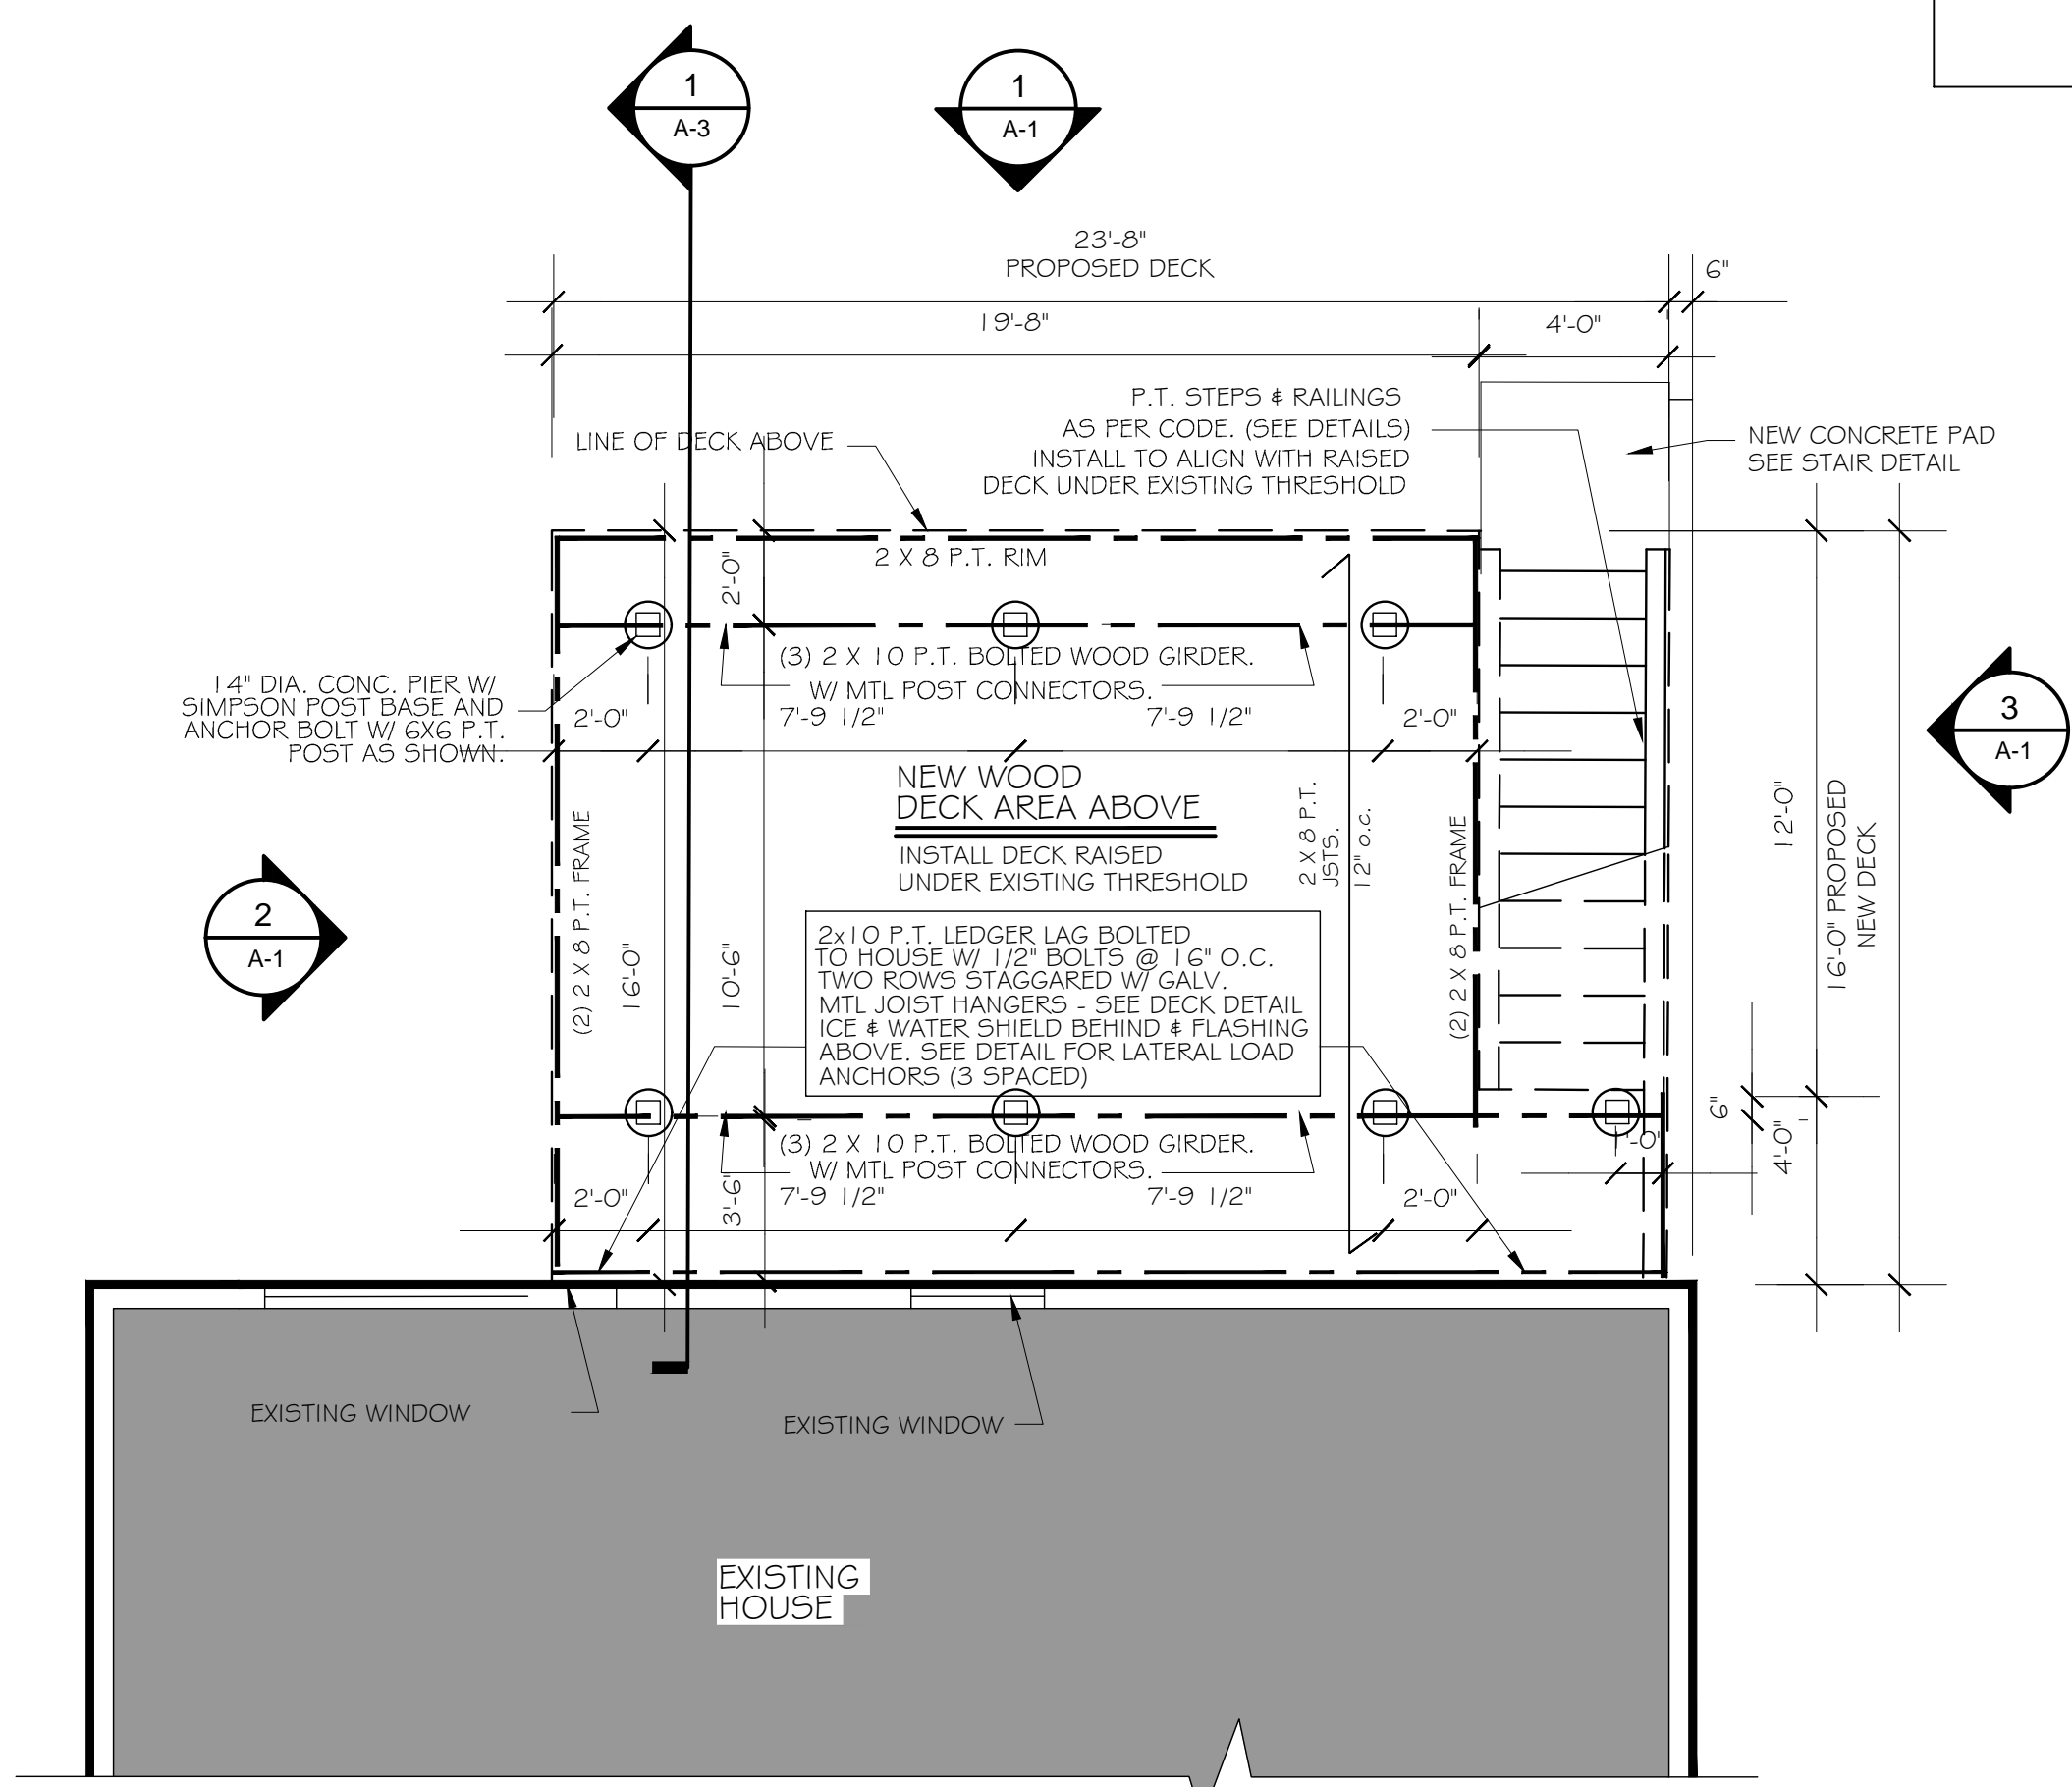 1
A-3
1
A-1
23'-8"
PROPOSED DECK
6"
19'-8"
4'-0"
P.T. STEPS & RAILINGS
AS PER CODE. (SEE DETAILS)
INSTALL TO ALIGN WITH RAISED
DECK UNDER EXISTING THRESHOLD
LINE OF DECK ABOVE
NEW CONCRETE PAD
SEE STAIR DETAIL
2 X 8 P.T. RIM
2'-0"
(3) 2 X 10 P.T. BOLTED WOOD GIRDER.
W/ MTL POST CONNECTORS.
14" DIA. CONC. PIER W/
SIMPSON POST BASE AND
ANCHOR BOLT W/ 6X6 P.T.
POST AS SHOWN.
2'-0"
7'-9 1/2"
7'-9 1/2"
2'-0"
3
A-1
NEW WOOD
DECK AREA ABOVE
INSTALL DECK RAISED
UNDER EXISTING THRESHOLD
2 X 8 P.T.
JSTS.
12" o.c.
(2) 2 X 8 P.T. FRAME
(2) 2 X 8 P.T. FRAME
12'-0"
16'-0" PROPOSED
NEW DECK
2
A-1
16'-0"
10'-6"
2x10 P.T. LEDGER LAG BOLTED
TO HOUSE W/ 1/2" BOLTS @ 16" O.C.
TWO ROWS STAGGARED W/ GALV.
MTL JOIST HANGERS - SEE DECK DETAIL
ICE & WATER SHIELD BEHIND & FLASHING
ABOVE. SEE DETAIL FOR LATERAL LOAD
ANCHORS (3 SPACED)
6"
4'-0"
1'-0"
(3) 2 X 10 P.T. BOLTED WOOD GIRDER.
W/ MTL POST CONNECTORS.
2'-0"
3'-6"
7'-9 1/2"
7'-9 1/2"
2'-0"
EXISTING WINDOW
EXISTING WINDOW
EXISTING
HOUSE